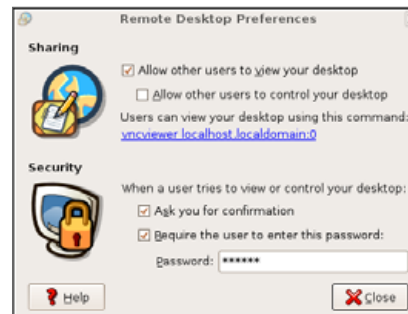 Remote Desktop Preferences
Sharing
Allow other users to view your desktop
Allow other users to control your desktop
Users can view your desktop using this command:
vncviewer localhost.localdomain:0
Security
When a user tries to view or control your desktop:
Ask you for confirmation
Require the user to enter this password:
Password: ******
Help
Close